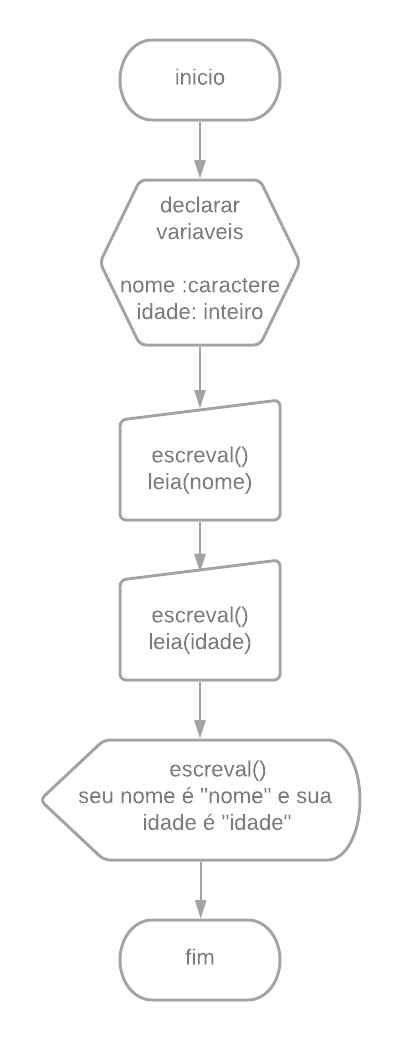 inicio
declarar
variaveis
nome :caractere
idade: inteiro
escreval()
leia(nome)
escreval()
leia(idade)
escreval()
seu nome é "nome" e sua
idade é "idade"
fim